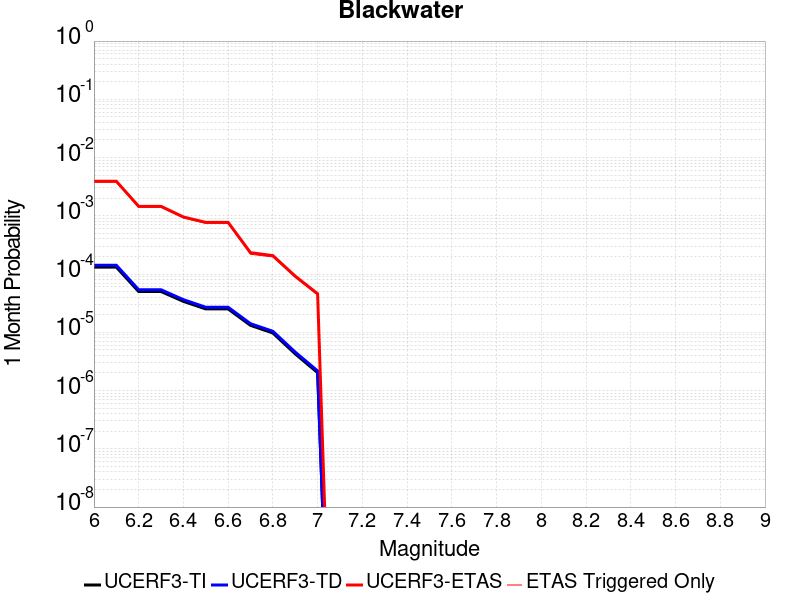 Blackwater
10^0
10^-1
10^-2
10^-3
10^-4
10^-5
10^-6
10^-7
10^-8
1 Month Probability
6 6.2 6.4 6.6 6.8 7 7.2 7.4 7.6 7.8 8 8.2 8.4 8.6 8.8 9
Magnitude
UCERF3-TI UCERF3-TD UCERF3-ETAS ETAS Triggered Only